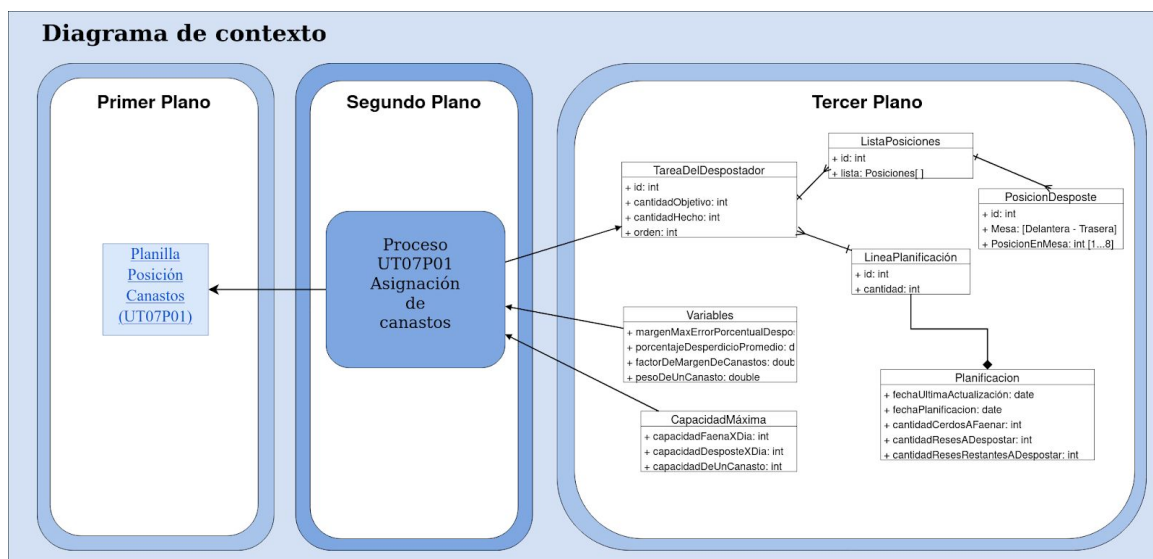 Diagrama de contexto
Primer Plano
Planilla
Posición
Canastos
(UT07P01)
Segundo Plano
Proceso
UT07P01
Asignación
de
canastos
Tercer Plano
TareaDelDespostador
+ id: int
+ cantidadObjetivo: int
+ cantidadHecho: int
+ orden: int
ListaPosiciones
+ id: int
+ lista: Posiciones[ ]
PosicionDesposte
+ id: int
+ Mesa: [Delantera - Trasera]
+ PosicionEnMesa: int [1...8]
LineaPlanificación
+ id: int
+ cantidad: int
Variables
+ margenMaxErrorPorcentualDespos
+ porcentajeDesperdicioPromedio: d
+ factorDeMargenDeCanastos: doub
+ pesoDeUnCanasto: double
Planificacion
+ fechaUltimaActualización: date
+ fechaPlanificacion: date
+ cantidadCerdosAFaenar: int
+ cantidadResesADespostar: int
+ cantidadResesRestantesADespostar: int
CapacidadMáxima
+ capacidadFaenaXDia: int
+ capacidadDesposteXDia: int
+ capacidadDeUnCanasto: int